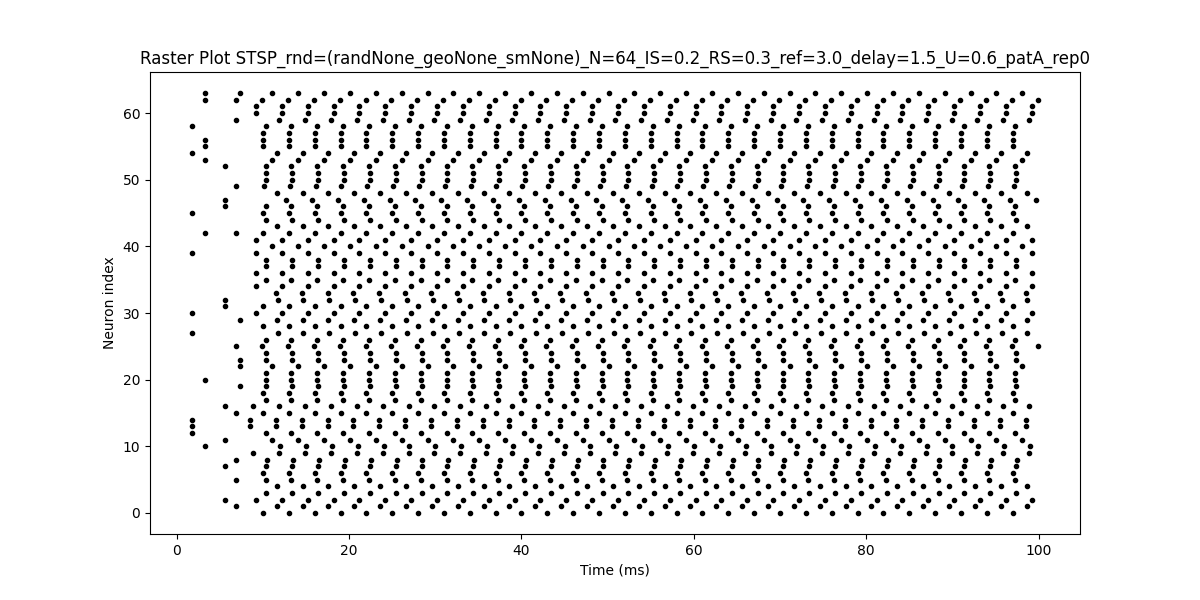 Raster Plot STSP_rnd=(randNone_geoNone_smNone)_N=64_IS=0.2_RS=0.3_ref=3.0_delay=1.5_U=0.6_patA_rep0
60
50
40
30
20
10
0
Neuron index
0 20 40 60 80 100
Time (ms)